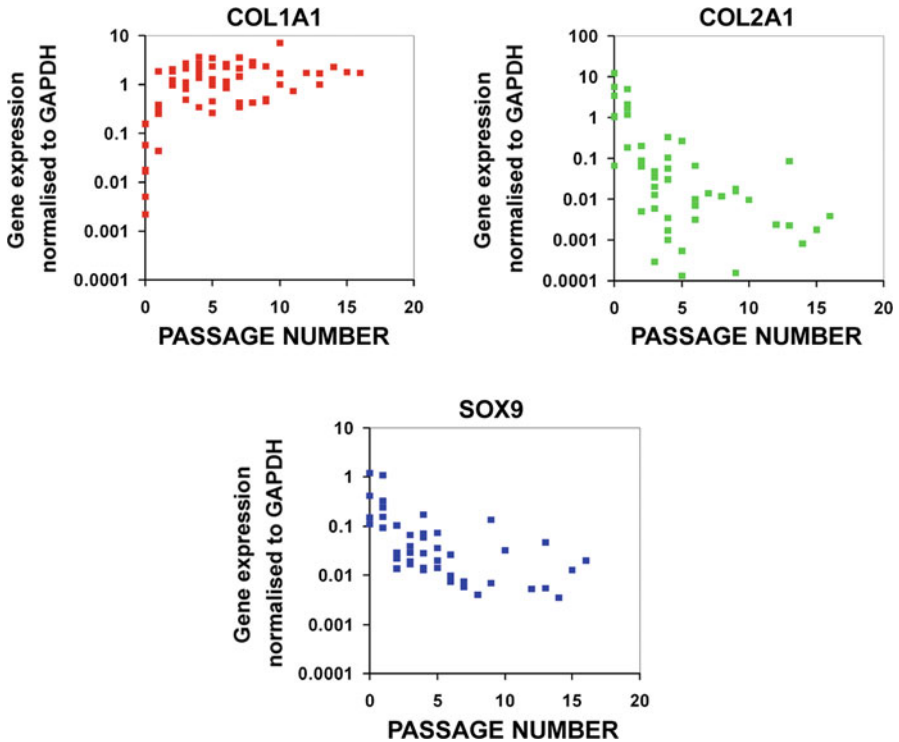 COL1A1
Gene expression
normalised to GAPDH
10
1
0.1
0.01
0.001
0.0001
0 5 10 15 20
PASSAGE NUMBER
COL2A1
Gene expression
normalised to GAPDH
100
10
1
0.1
0.01
0.001
0.0001
0 5 10 15 20
PASSAGE NUMBER
SOX9
Gene expression
normalised to GAPDH
10
1
0.1
0.01
0.001
0.0001
0 5 10 15 20
PASSAGE NUMBER